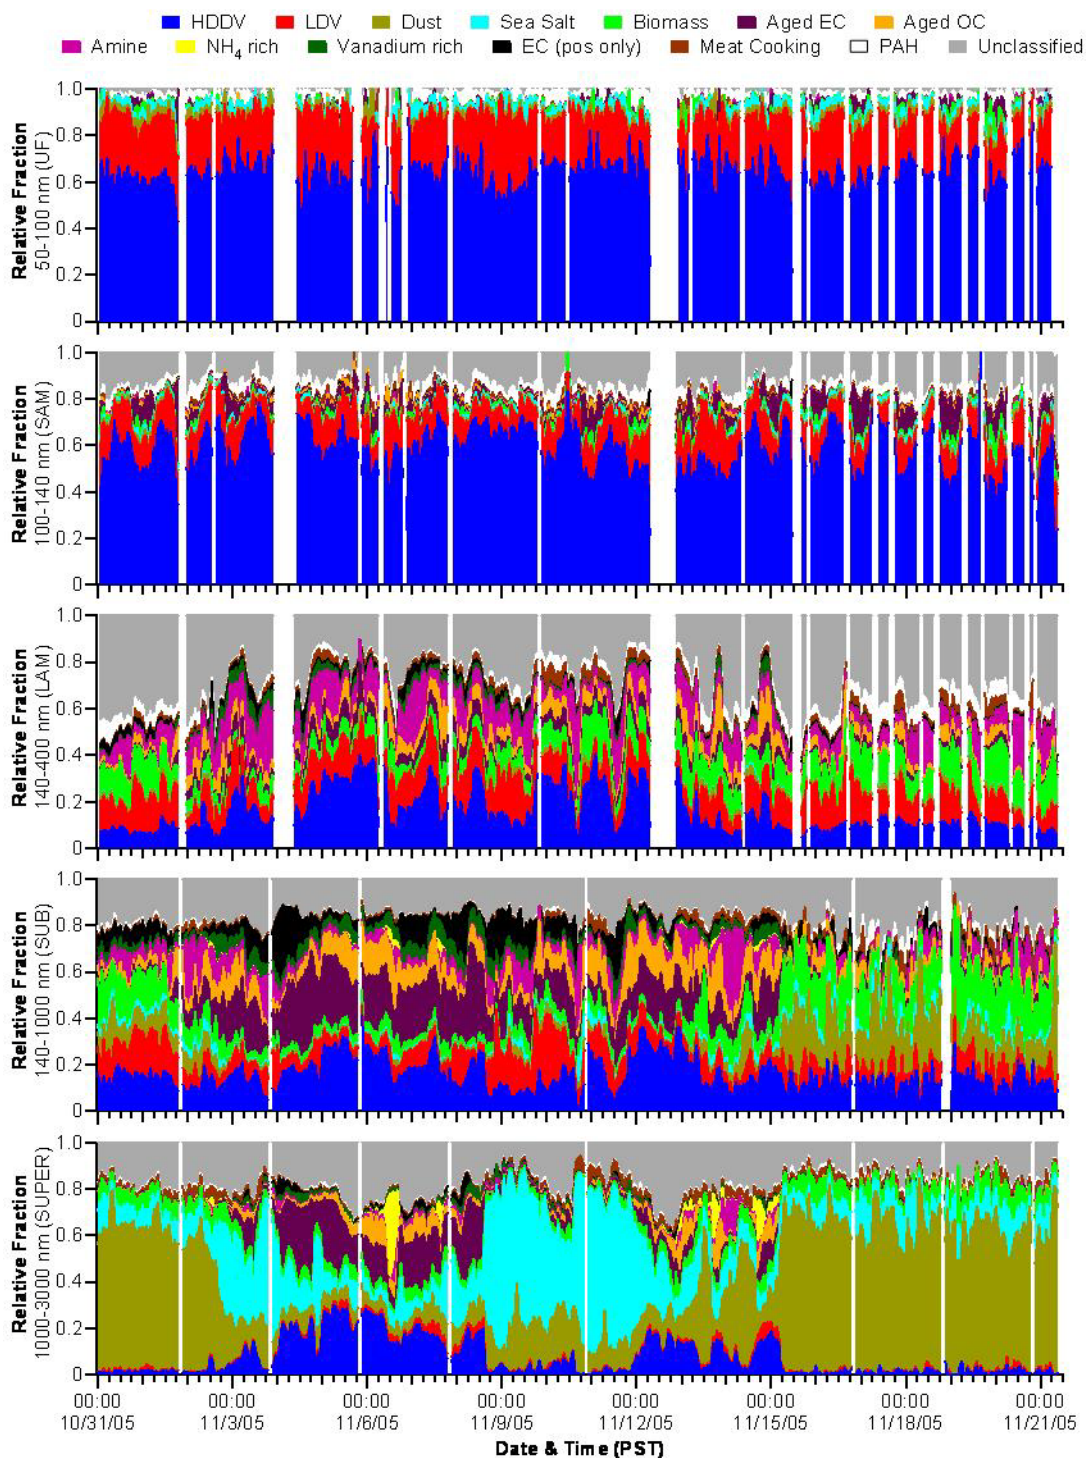 HDDV LDV Dust Sea Salt Biomass Aged EC Aged OC
Amine NH4 rich Vanadium rich EC (pos only) Meat Cooking PAH Unclassified
Relative Fraction
50-100 nm (UF)
1.0
0.8
0.6
0.4
0.2
0
Relative Fraction
100-140 nm (SAM)
1.0
0.8
0.6
0.4
0.2
0
Relative Fraction
140-400 nm (LAM)
1.0
0.8
0.6
0.4
0.2
0
Relative Fraction
140-1000 nm (SUB)
1.0
0.8
0.6
0.4
0.2
0
Relative Fraction
1000-3000 nm (SUPER)
1.0
0.8
0.6
0.4
0.2
0
00:00 00:00 00:00 00:00 00:00 00:00 00:00 00:00
10/31/05 11/3/05 11/6/05 11/9/05 11/12/05 11/15/05 11/18/05 11/21/05
Date & Time (PST)